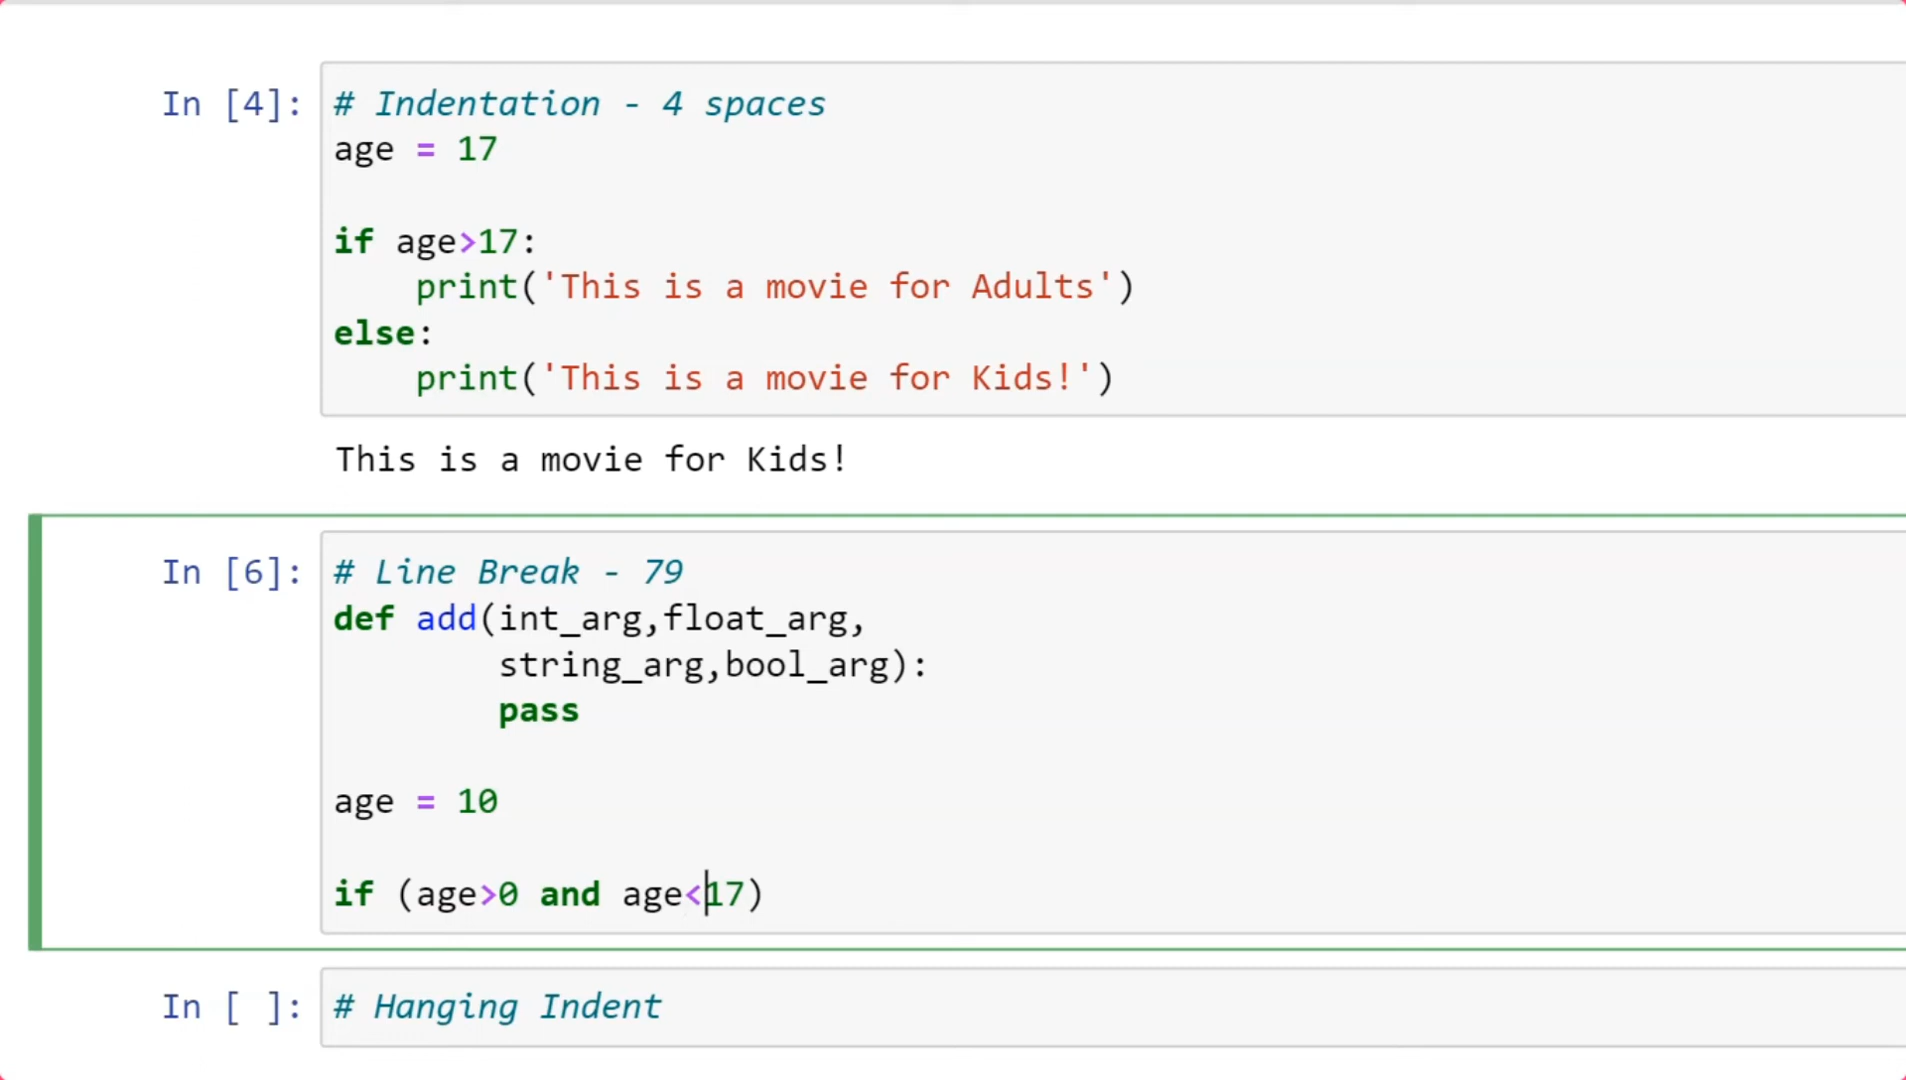 In [4]:
# Indentation - 4 spaces
age = 17
if age>17:
    print('This is a movie for Adults')
else:
    print('This is a movie for Kids!')
This is a movie for Kids!
In [6]:
# Line Break - 79
def add(int_arg,float_arg,
        string_arg,bool_arg):
        pass
age = 10
if (age>0 and age<17)
In [ ]:
# Hanging Indent